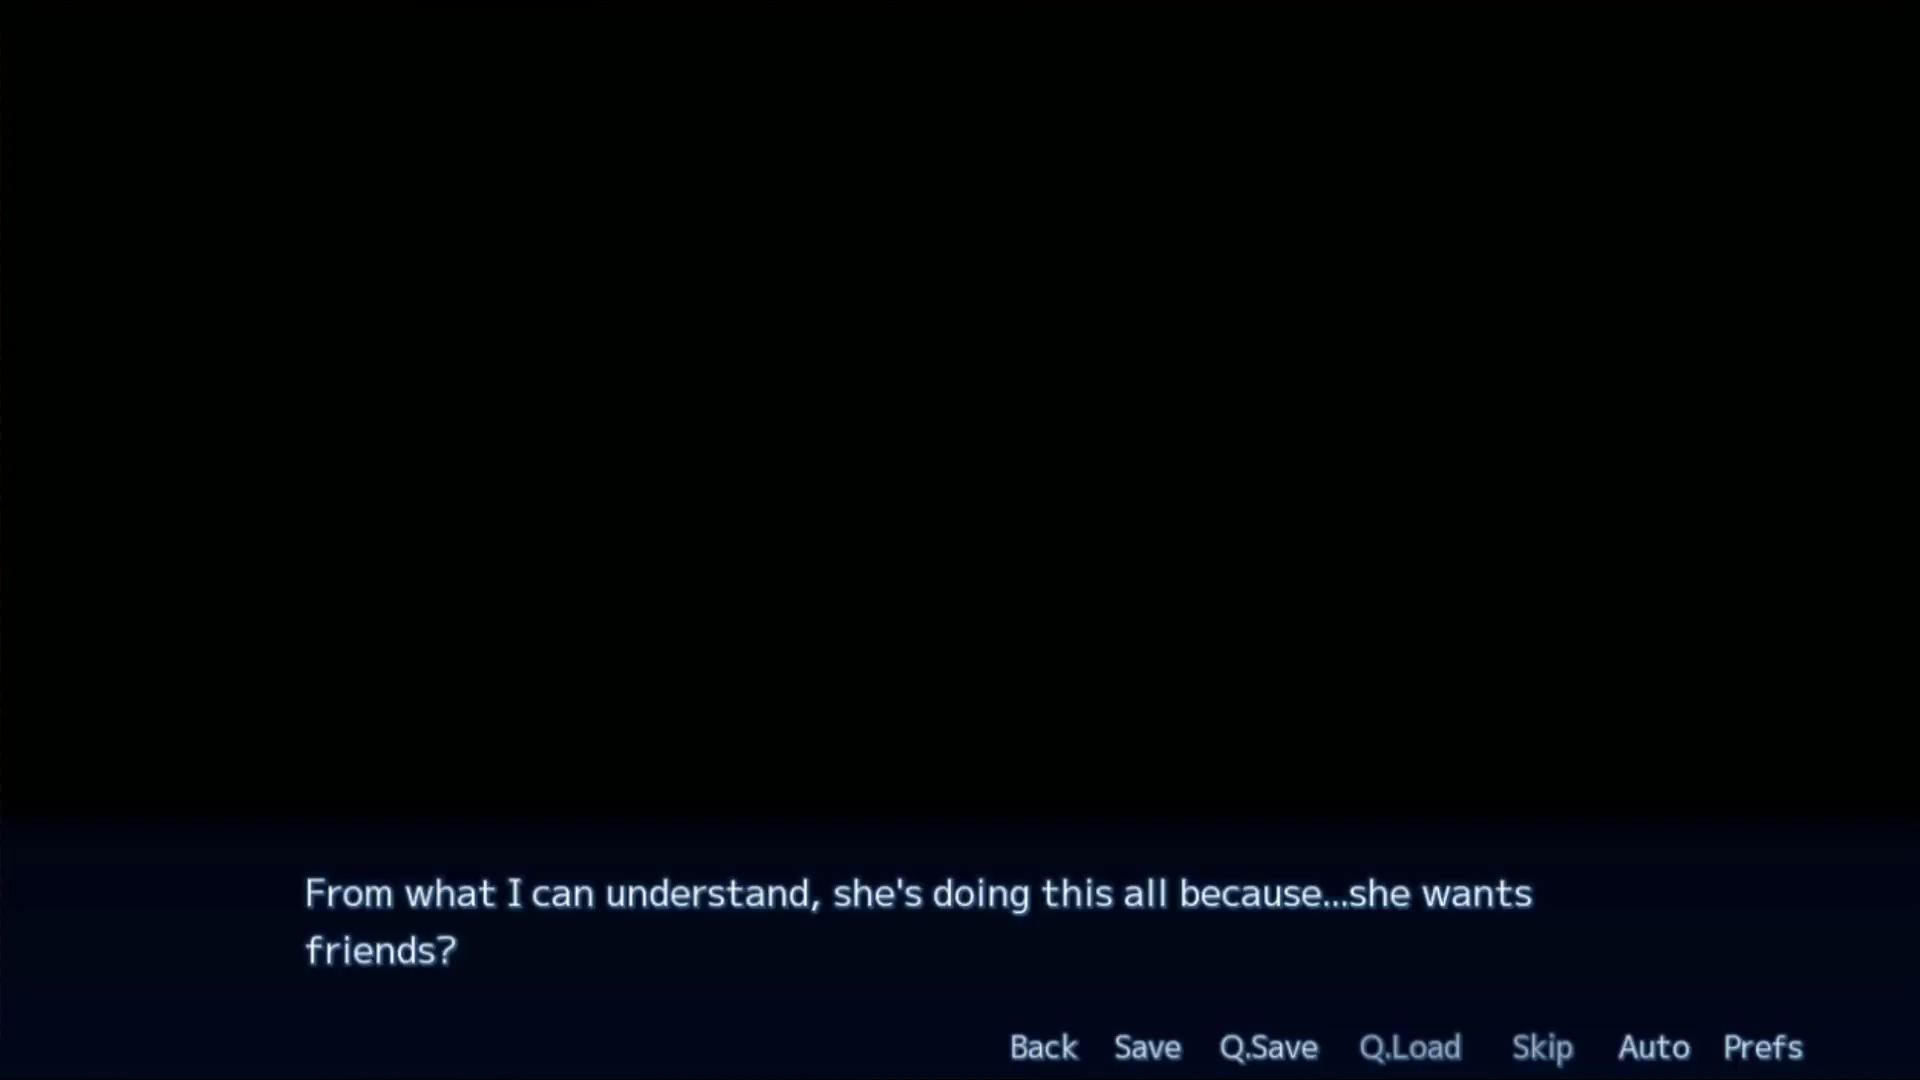 From what I can understand, she's doing this all because...she wants
friends?
Back Save Q.Save Q.Load Skip Auto Prefs